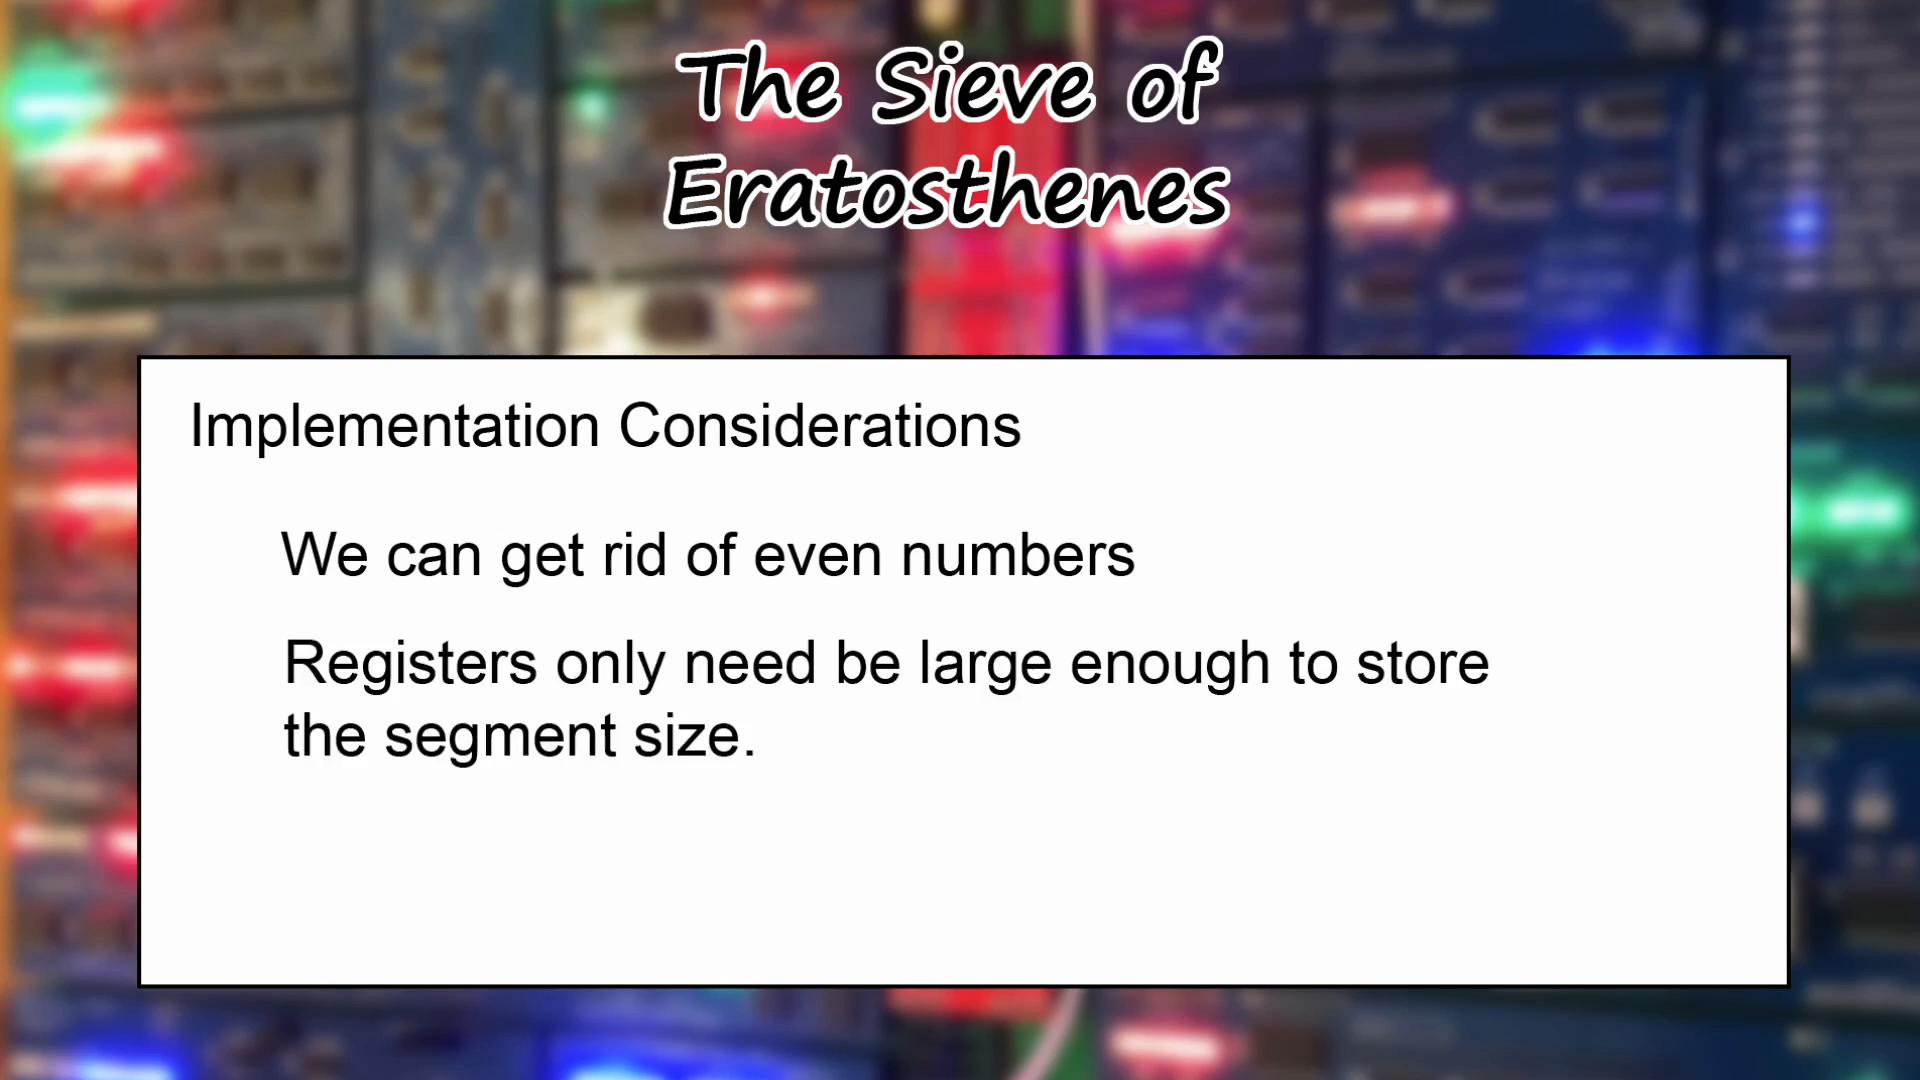 The Sieve of
Eratosthenes
Implementation Considerations
We can get rid of even numbers
Registers only need be large enough to store
the segment size.